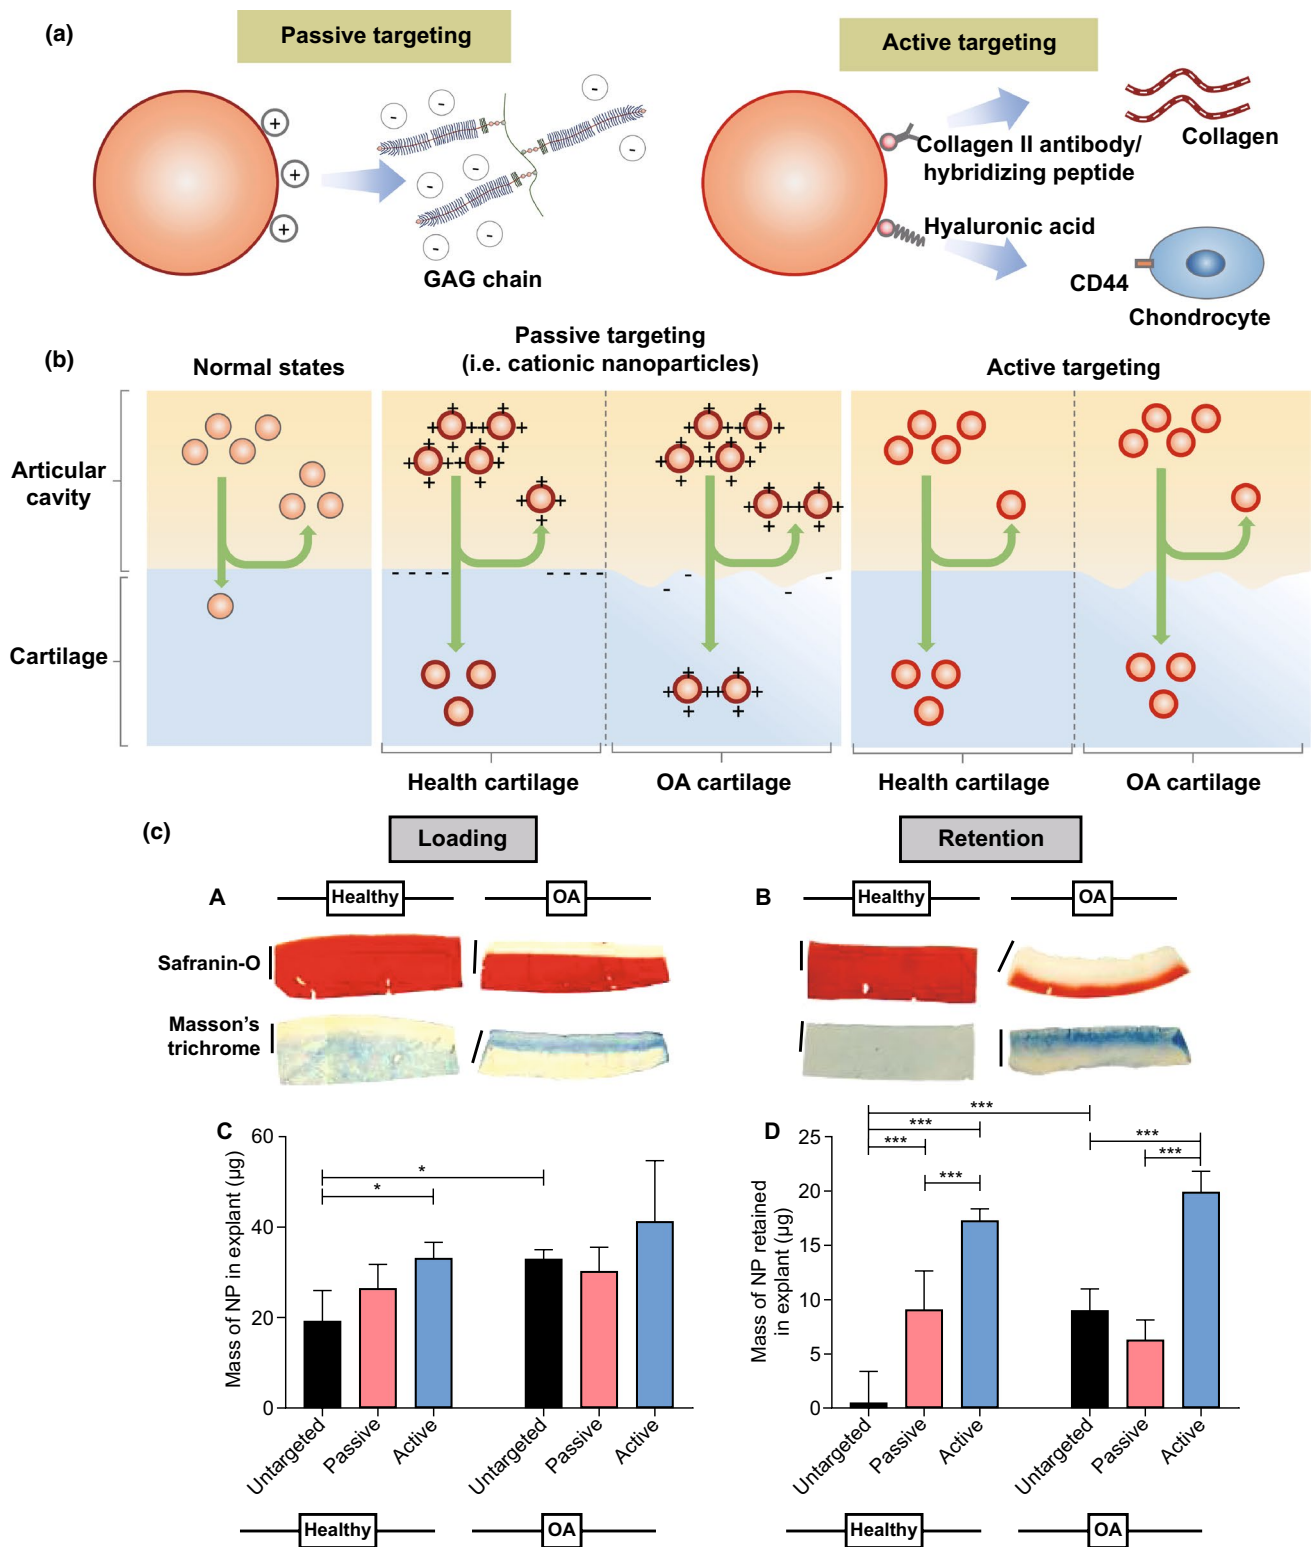 (a)
Passive targeting
Active targeting
+
+
+
-
-
-
-
-
-
-
-
GAG chain
Collagen
Collagen II antibody/
hybridizing peptide
Hyaluronic acid
CD44
Chondrocyte
(b)
Normal states
Passive targeting
(i.e. cationic nanoparticles)
Active targeting
Articular
cavity
Cartilage
Health cartilage
OA cartilage
Health cartilage
OA cartilage
(c)
Loading
Retention
A
Healthy
OA
B
Healthy
OA
Safranin-O
Masson's
trichrome
C
Mass of NP in explant (µg)
60
40
20
0
*
*
Untargeted
Passive
Active
Untargeted
Passive
Active
Healthy
OA
D
Mass of NP retained
in explant (µg)
25
20
15
10
5
0
***
***
***
***
***
***
Untargeted
Passive
Active
Untargeted
Passive
Active
Healthy
OA